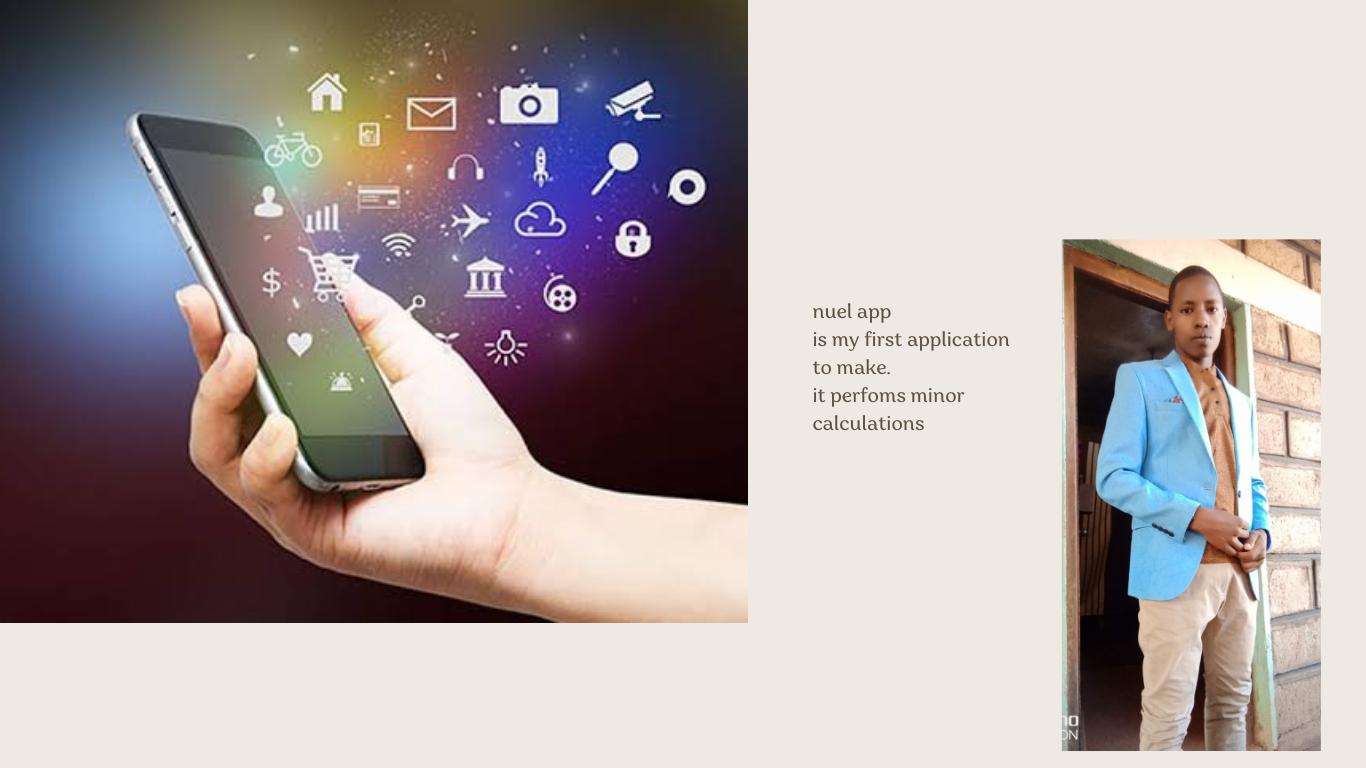 nuel app
is my first application
to make.
it perfoms minor
calculations